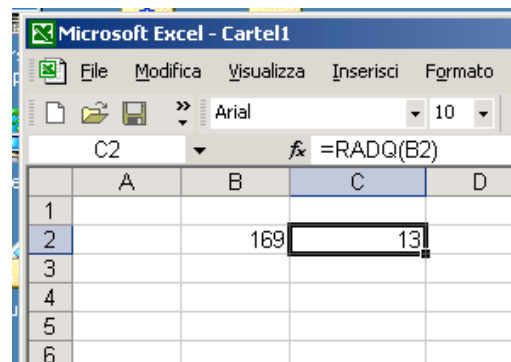 Microsoft Excel - Cartel1
File Modifica Visualizza Inserisci Formato
» Arial 10
C2 fx =RADQ(B2)
A B C D
1
2 169 13
3
4
5
6